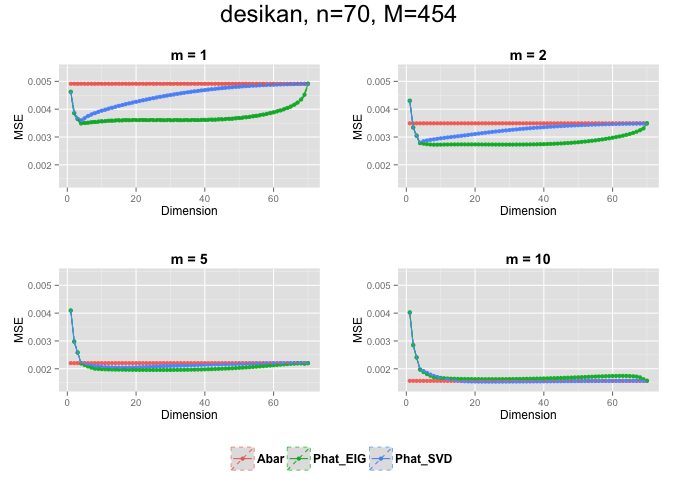 desikan, n=70, M=454
m = 1
m = 2
0.005
0.004
0.003
0.002
MSE
0
20
40
60
Dimension
0.005
0.004
0.003
0.002
MSE
0
20
40
60
Dimension
m = 5
m = 10
0.005
0.004
0.003
0.002
MSE
0
20
40
60
Dimension
0.005
0.004
0.003
0.002
MSE
0
20
40
60
Dimension
Abar Phat_EIG Phat_SVD